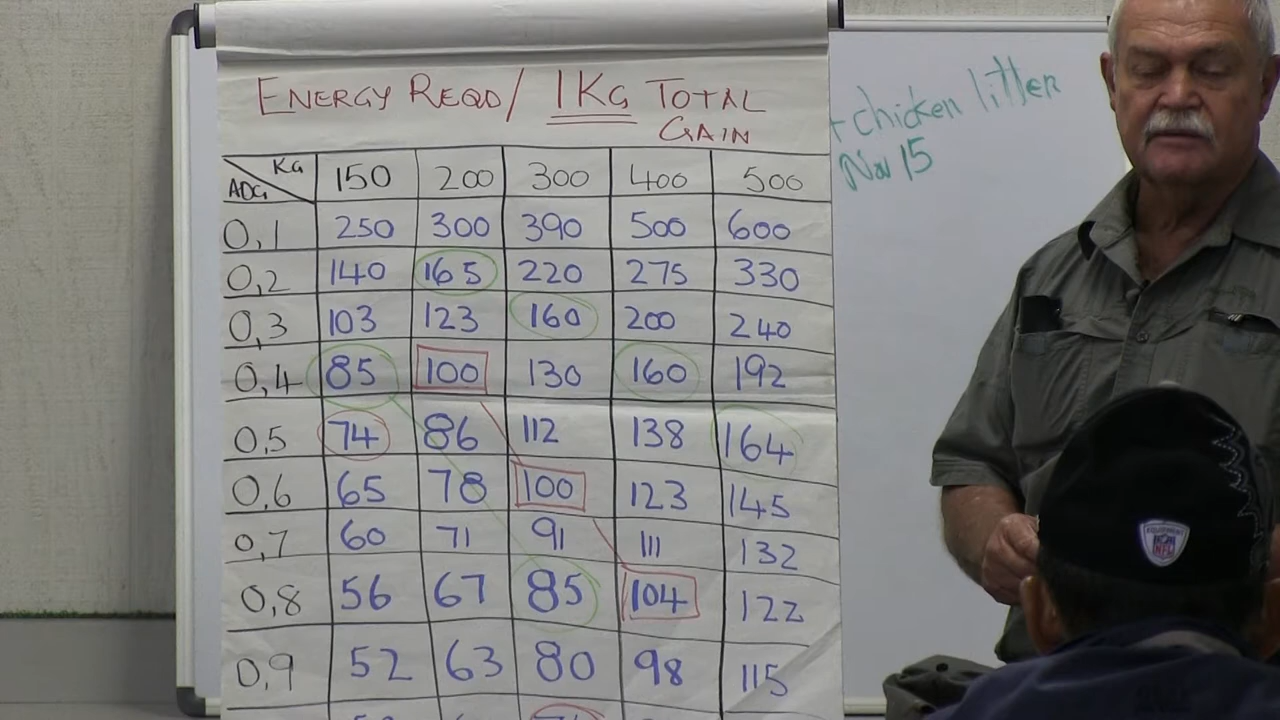 ENERGY REQD/ 1KG TOTAL
GAIN
KG
ADG
150 200 300 400 500
0,1 250 300 390 500 600
0,2 140 165 220 275 330
0,3 103 123 160 200 240
0,4 85 100 130 160 192
0,5 74 86 112 138 164
0,6 65 78 100 123 145
0,7 60 71 91 111 132
0,8 56 67 85 104 122
0,9 52 63 80 98 115
+ chicken litter
Nov 15
EQUIPMENT
NFL